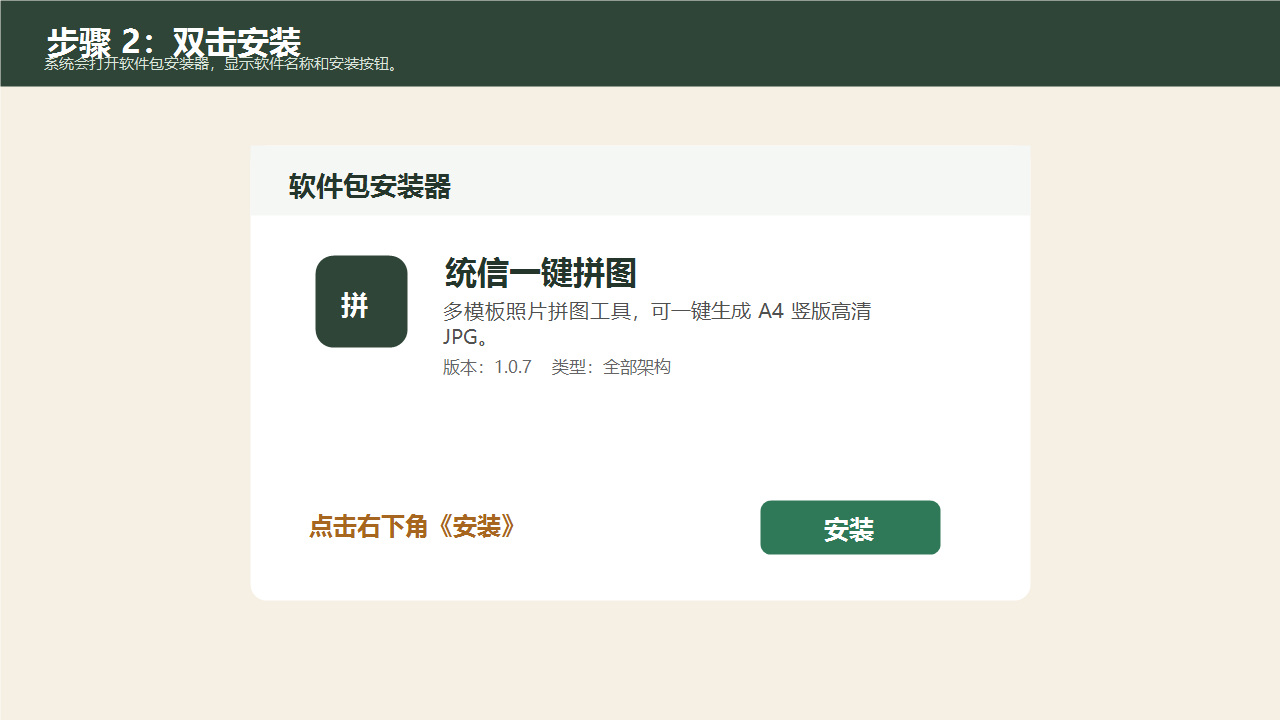 步骤 2：双击安装
系统会打开软件包安装器，显示软件名称和安装按钮。
软件包安装器
拼
统信一键拼图
多模板照片拼图工具，可一键生成 A4 竖版高清
JPG。
版本：1.0.7 类型：全部架构
点击右下角《安装》
安装